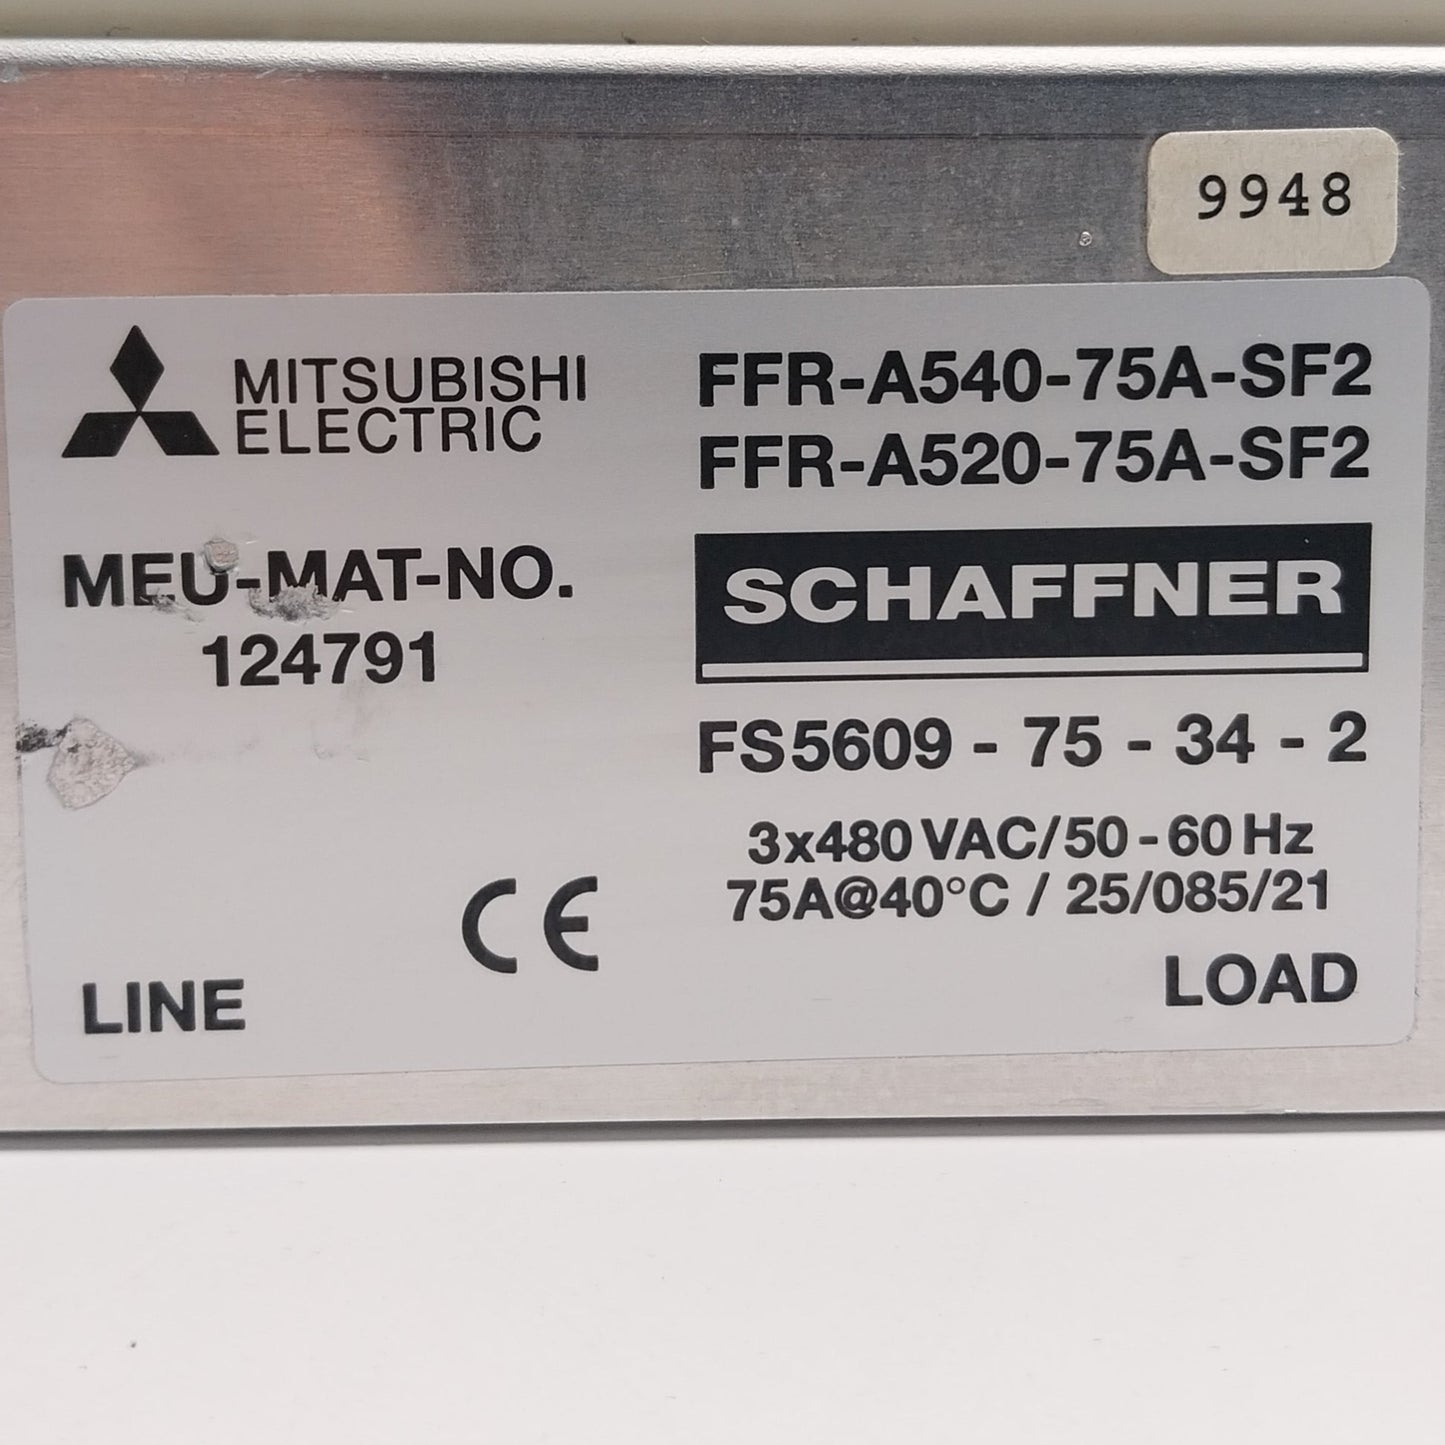 9948
MITSUBISHI
ELECTRIC
FFR-A540-75A-SF2
FFR-A520-75A-SF2
MEU-MAT-NO.
124791
SCHAFFNER
FS5609 - 75 - 34 - 2
3x480 VAC/50 - 60 Hz
75A@40°C / 25/085/21
CE
LINE
LOAD